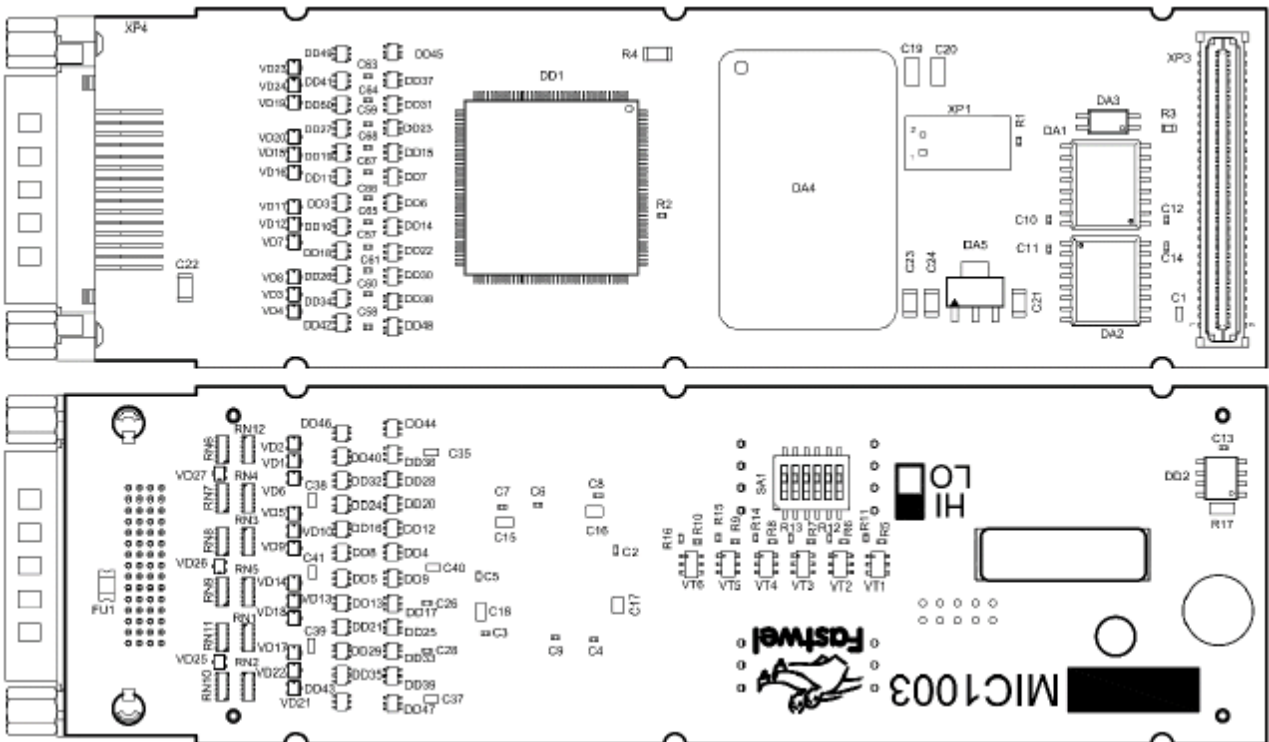 XP4
DD49 DD45
VD23 C63
VD24 DD41 DD37
C64
VD19 DD50 DD31
C59
VD20 DD27 DD23
C68
VD15 DD19 DD15
C67
VD16 DD11 DD7
C66
VD11 DD3 DD6
C65
VD12 DD10 DD14
C57
VD7 DD18 DD22
C61
VD8 DD26 DD30
C60
VD3 DD34 DD38
VD4 C58
DD42 DD48
C22
DD1
R4
R2
DA4
C19 C20
XP1
2
1
R1
DA3
DA1
R3
XP3
C10 C12
C11 C14
DA5
C23 C24 C21
DA2
C1
DD46 DD44
RN6 RN12 VD2
VD1 DD40 DD36 C35
VD27 RN4
RN7 VD6 C38 DD32 DD28
VD5 DD24 DD20
RN8 RN3 VD10 DD16 DD12
VD9 DD8 DD4
VD26 RN5 C41 C40
FU1 RN9 VD14 DD5 DD9
VD13 DD13 C26
VD18 DD17
RN11 RN1 DD21 DD25
VD17 C39 DD29 C28
VD25 RN2 DD33
RN10 VD22 DD35 DD39
DD43 C37
VD21 DD47
C7 C6 C8
C15 C16
C2
C5
C18 C17
C3
C9 C4
SA1
HI
LO
R16 R10 R15 R9 R14 R8 R13 R7 R12 R6 R11 R5
VT6 VT5 VT4 VT3 VT2 VT1
C13
DD2
R17
Fastwel
MIC1003